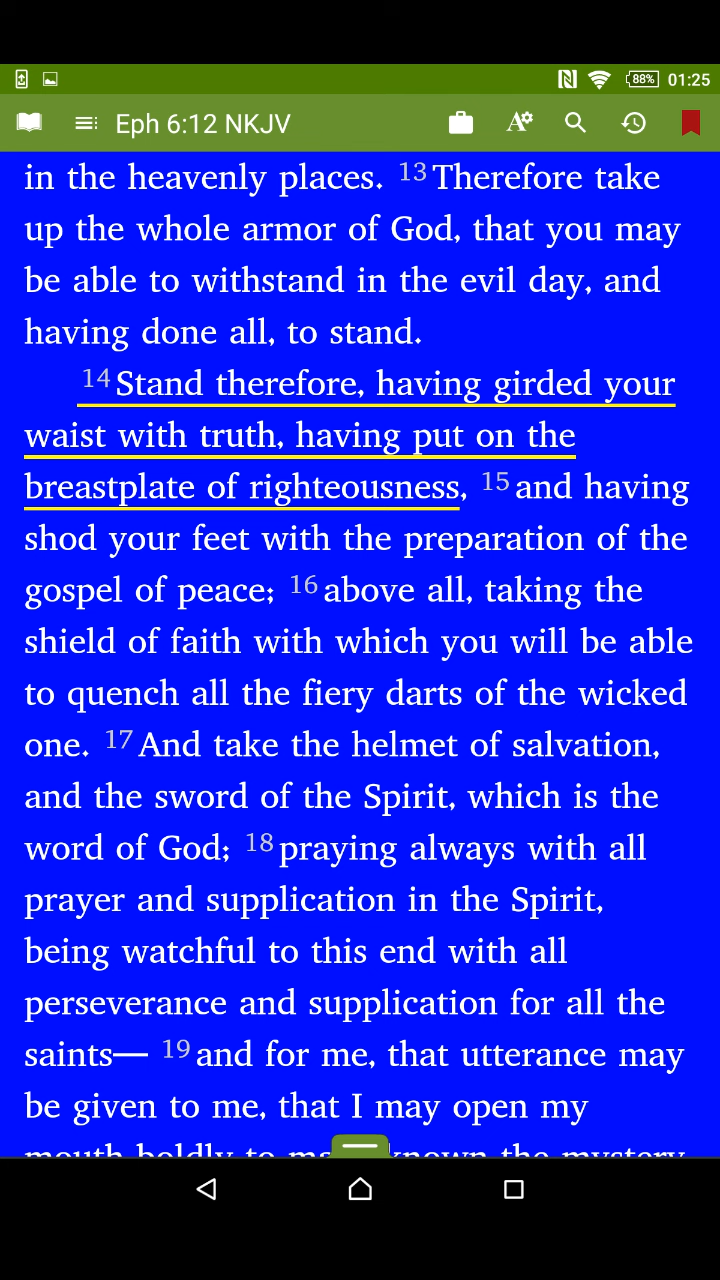 88% 01:25
Eph 6:12 NKJV
in the heavenly places. 13 Therefore take
up the whole armor of God, that you may
be able to withstand in the evil day, and
having done all, to stand.
14 Stand therefore, having girded your
waist with truth, having put on the
breastplate of righteousness, 15 and having
shod your feet with the preparation of the
gospel of peace; 16 above all, taking the
shield of faith with which you will be able
to quench all the fiery darts of the wicked
one. 17 And take the helmet of salvation,
and the sword of the Spirit, which is the
word of God; 18 praying always with all
prayer and supplication in the Spirit,
being watchful to this end with all
perseverance and supplication for all the
saints— 19 and for me, that utterance may
be given to me, that I may open my
mouth boldly to known the mystery